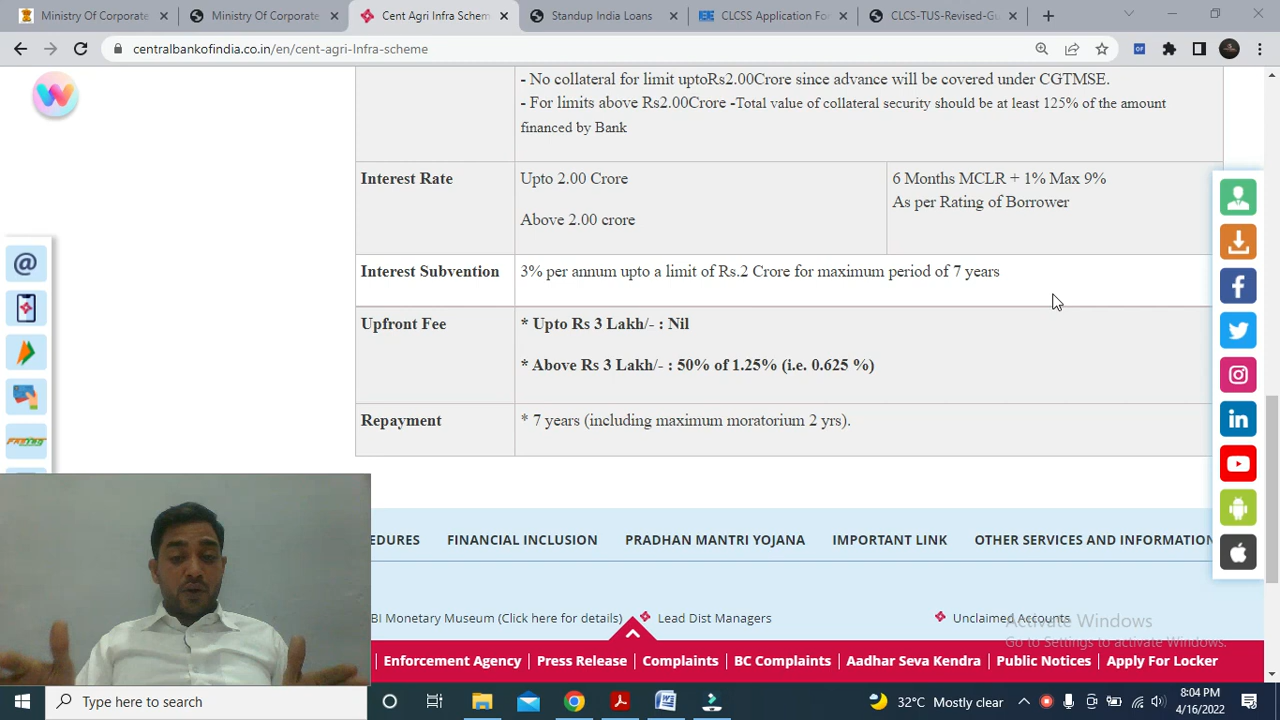 Ministry Of Corporate
Ministry Of Corporate
Cent Agri Infra Schem
Standup India Loans
CLCSS Application For
CLCS-TUS-Revised-Gu
centralbankofindia.co.in/en/cent-agri-Infra-scheme
- No collateral for limit uptoRs2.00Crore since advance will be covered under CGTMSE.
- For limits above Rs2.00Crore -Total value of collateral security should be at least 125% of the amount
financed by Bank
Interest Rate
Upto 2.00 Crore
6 Months MCLR + 1% Max 9%
As per Rating of Borrower
Above 2.00 crore
Interest Subvention
3% per annum upto a limit of Rs.2 Crore for maximum period of 7 years
Upfront Fee
* Upto Rs 3 Lakh/- : Nil
* Above Rs 3 Lakh/- : 50% of 1.25% (i.e. 0.625 %)
Repayment
* 7 years (including maximum moratorium 2 yrs).
EDURES
FINANCIAL INCLUSION
PRADHAN MANTRI YOJANA
IMPORTANT LINK
OTHER SERVICES AND INFORMATION
BI Monetary Museum (Click here for details)
Lead Dist Managers
Unclaimed Accounts
Activate Windows
Go to Settings to activate Windows.
Enforcement Agency
Press Release
Complaints
BC Complaints
Aadhar Seva Kendra
Public Notices
Apply For Locker
Type here to search
32°C Mostly clear
8:04 PM
4/16/2022